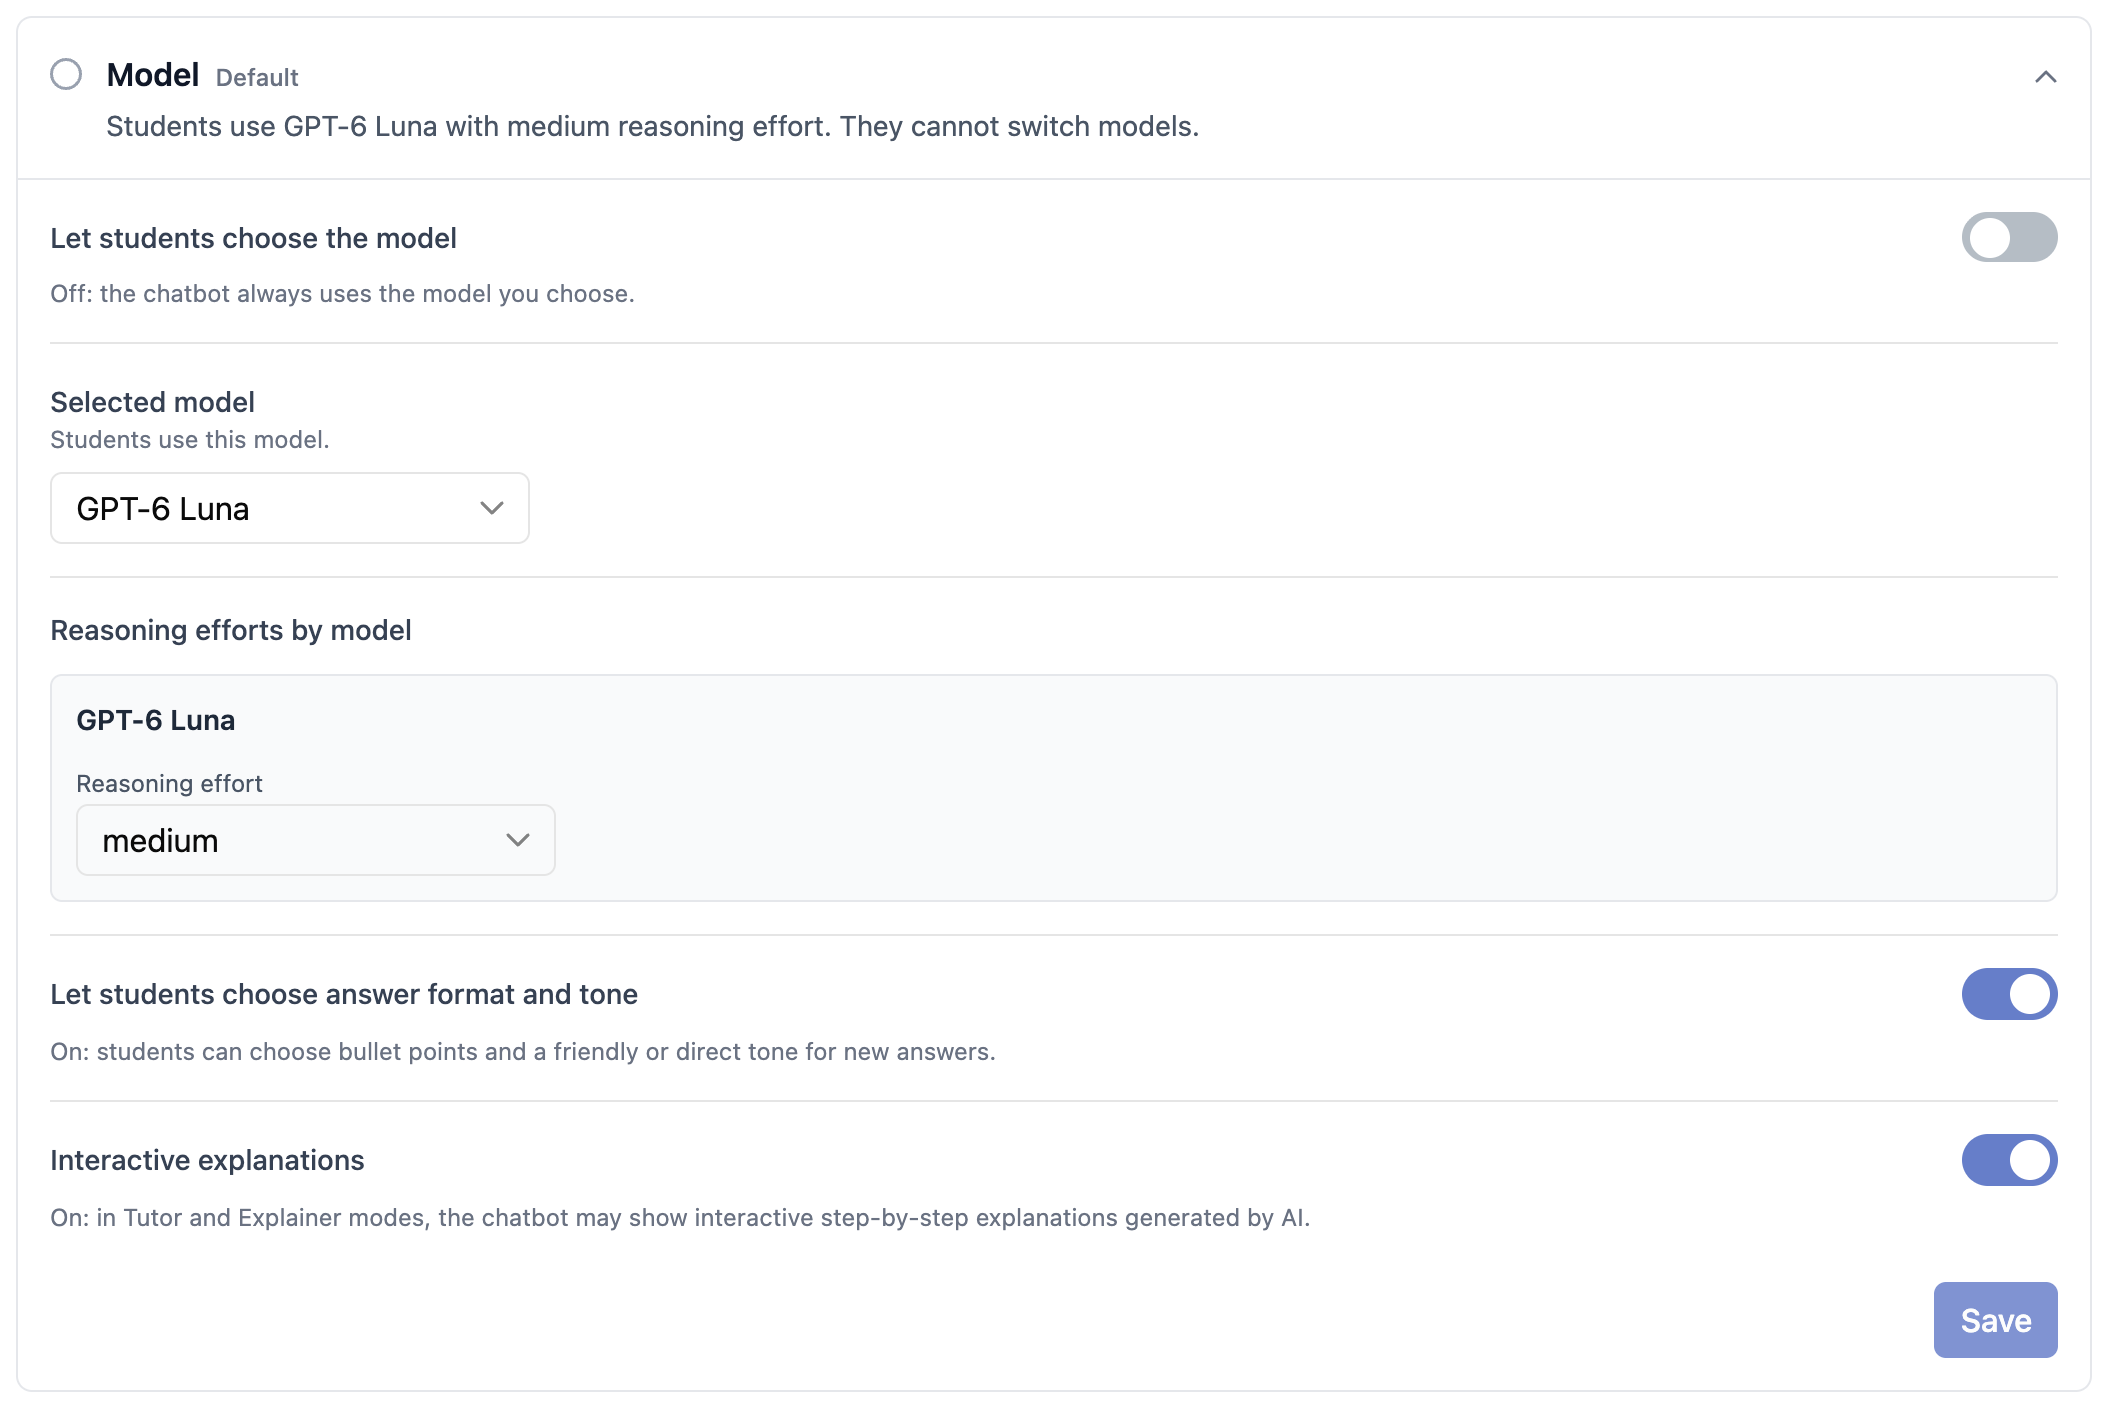 Model Default
Students use GPT-6 Luna with medium reasoning effort. They cannot switch models.
Let students choose the model
Off: the chatbot always uses the model you choose.
Selected model
Students use this model.
GPT-6 Luna
Reasoning efforts by model
GPT-6 Luna
Reasoning effort
medium
Let students choose answer format and tone
On: students can choose bullet points and a friendly or direct tone for new answers.
Interactive explanations
On: in Tutor and Explainer modes, the chatbot may show interactive step-by-step explanations generated by AI.
Save